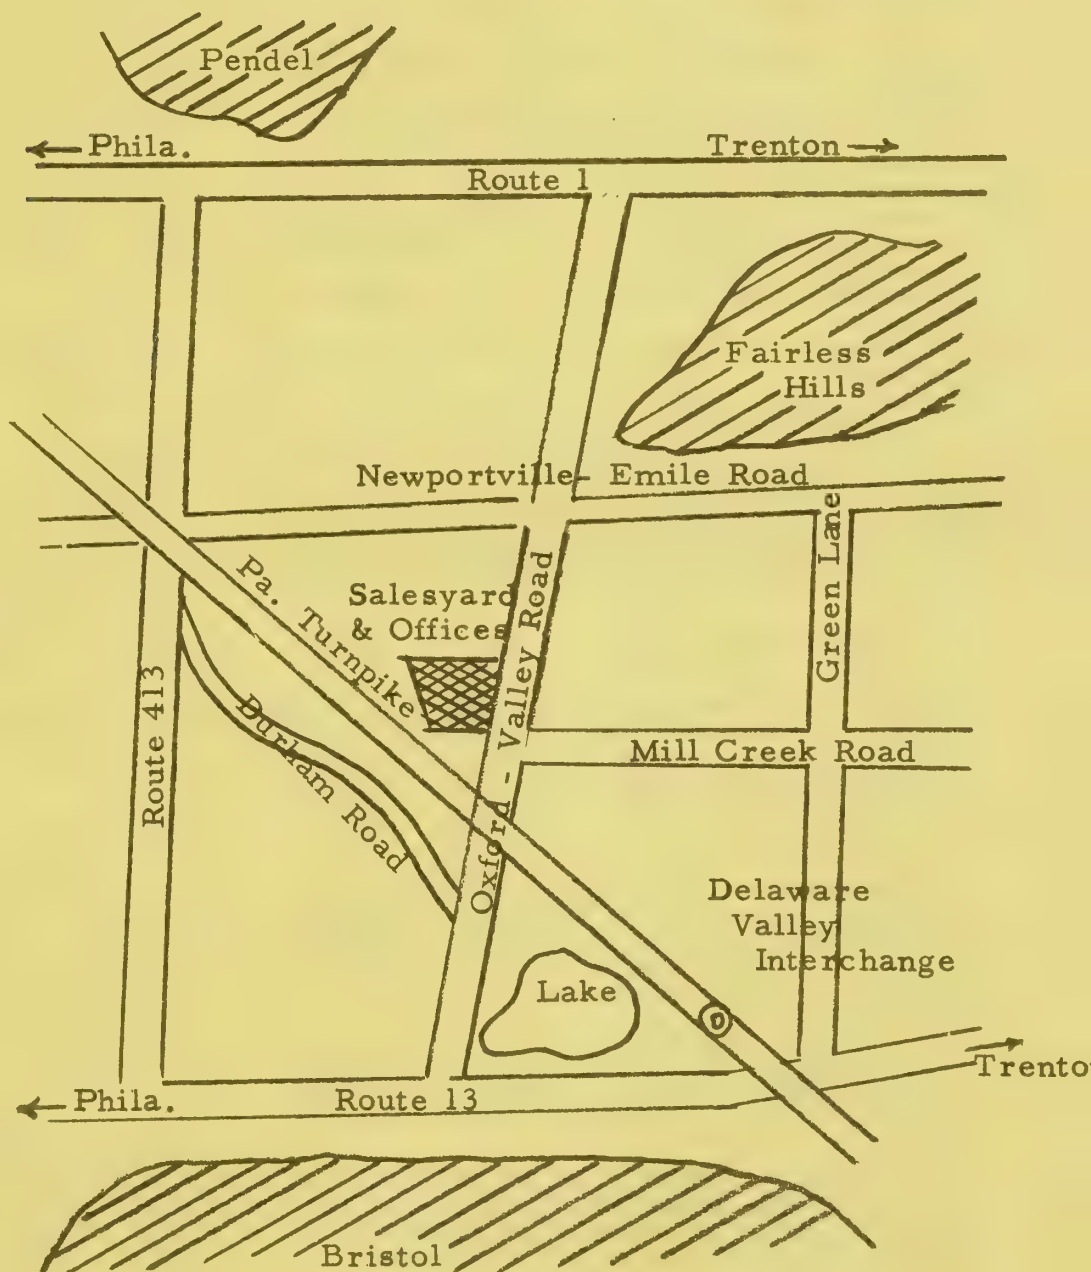 Pendel
Phila.
Trenton
Route 1
Fairless
Hills
Newportville- Emile Road
Green Lane
Pa. Turnpike
Salesyard
& Offices
Oxford - Valley Road
Route 413
Durham Road
Mill Creek Road
Delaware
Valley
Interchange
Lake
D
Trento
Phila.
Route 13
Bristol